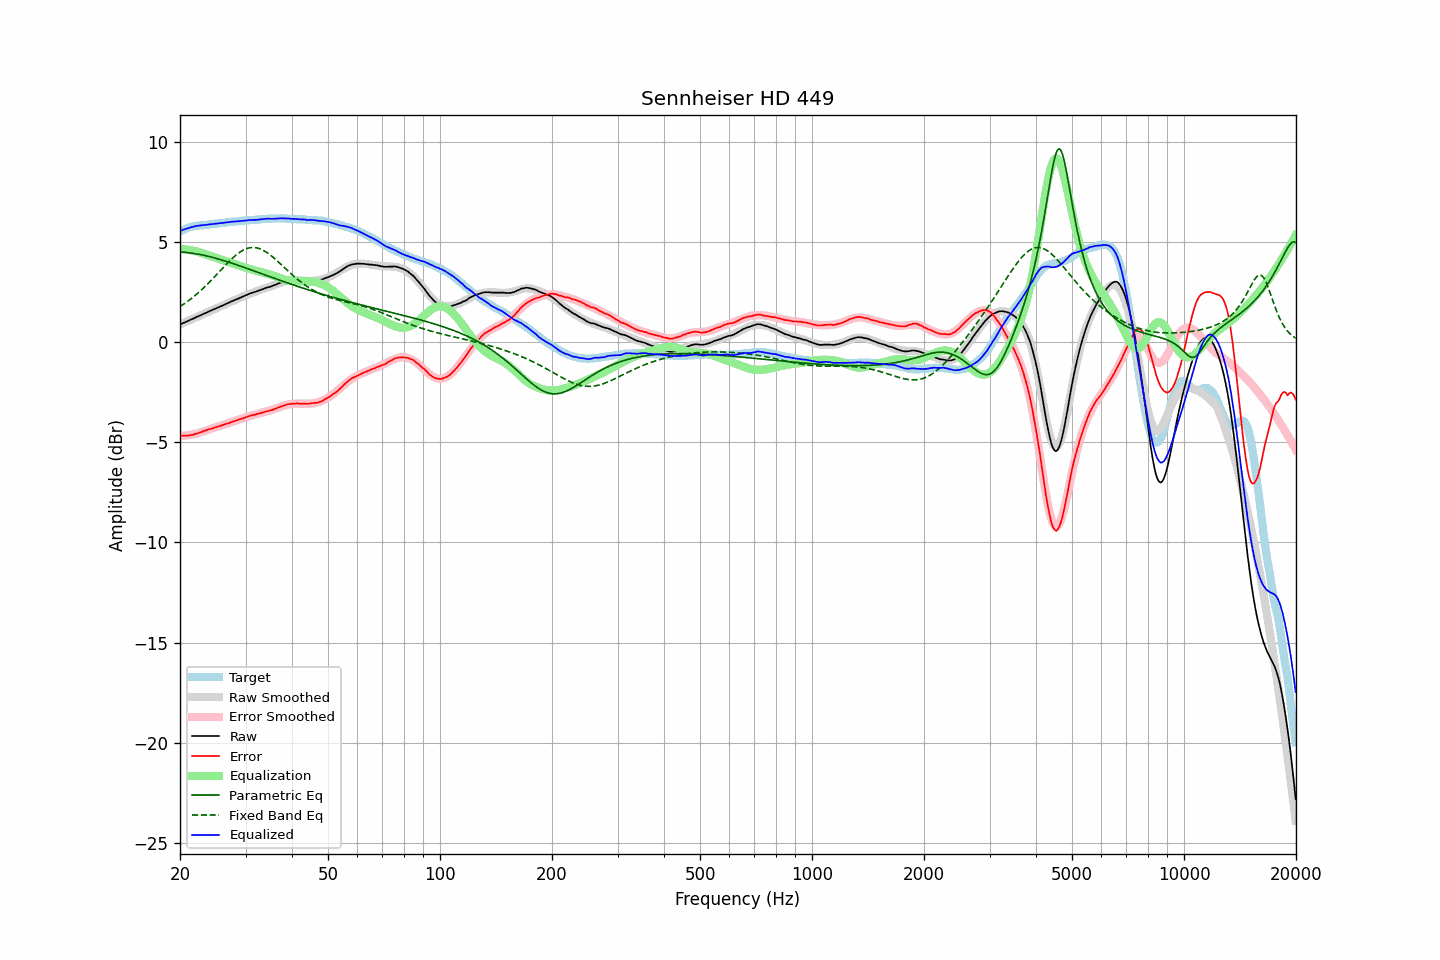 Sennheiser HD 449
Amplitude (dBr)
10
5
0
−5
−10
−15
−20
−25
Target
Raw Smoothed
Error Smoothed
Raw
Error
Equalization
Parametric Eq
Fixed Band Eq
Equalized
20 50 100 200 500 1000 2000 5000 10000 20000
Frequency (Hz)